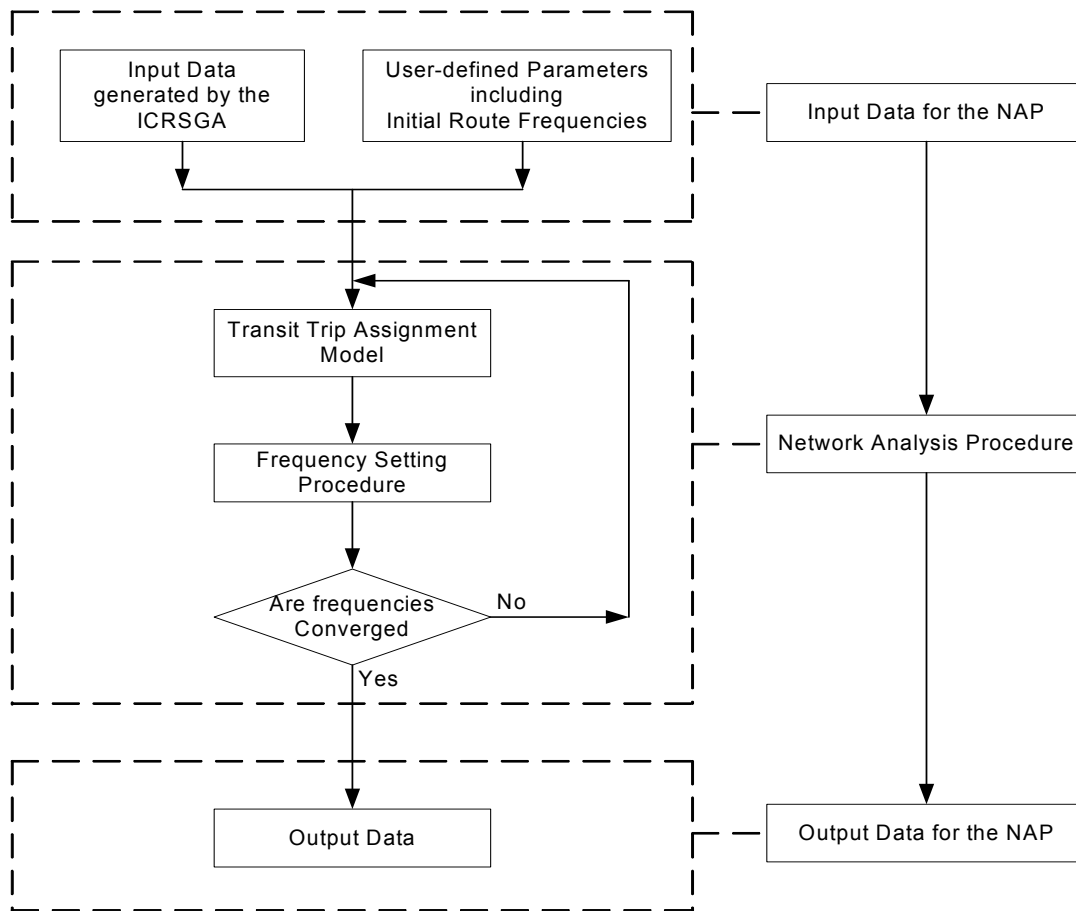 Input Data
generated by the
ICRSGA
User-defined Parameters
including
Initial Route Frequencies
Input Data for the NAP
Transit Trip Assignment
Model
Frequency Setting
Procedure
Network Analysis Procedure
Are frequencies
Converged
No
Yes
Output Data
Output Data for the NAP